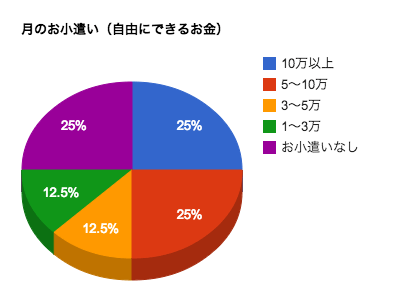 月のお小遣い（自由にできるお金）
10万以上
5〜10万
3〜5万
1〜3万
お小遣いなし
25%
25%
12.5%
12.5%
25%